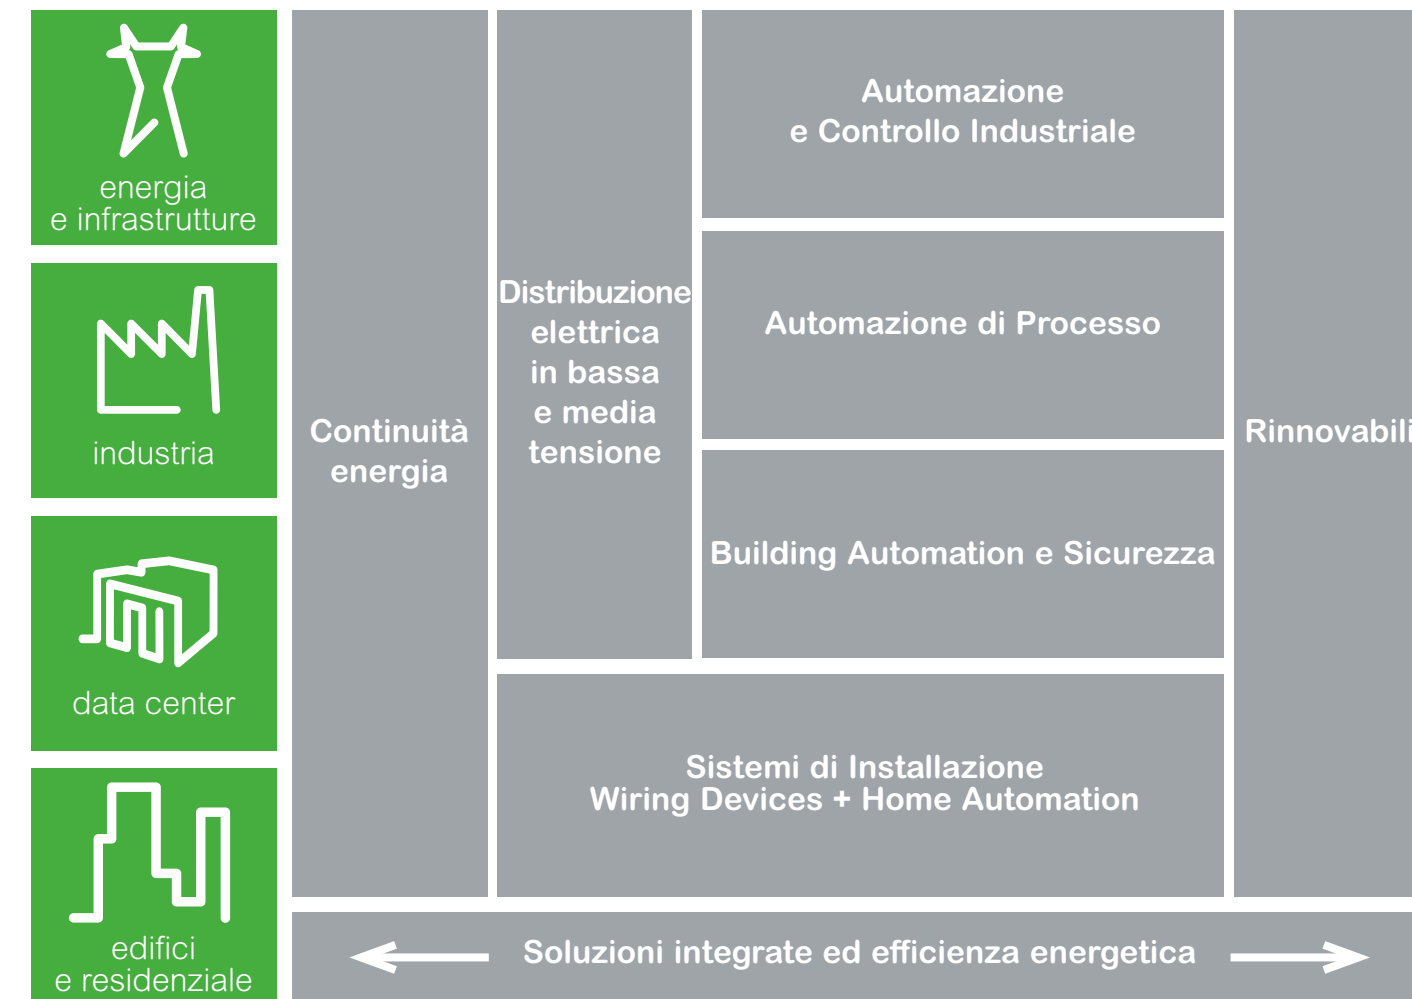 energia
e infrastrutture
industria
data center
edifici
e residenziale
Continuità
energia
Distribuzione
elettrica
in bassa
e media
tensione
Automazione
e Controllo Industriale
Automazione di Processo
Building Automation e Sicurezza
Sistemi di Installazione
Wiring Devices + Home Automation
Rinnovabili
Soluzioni integrate ed efficienza energetica